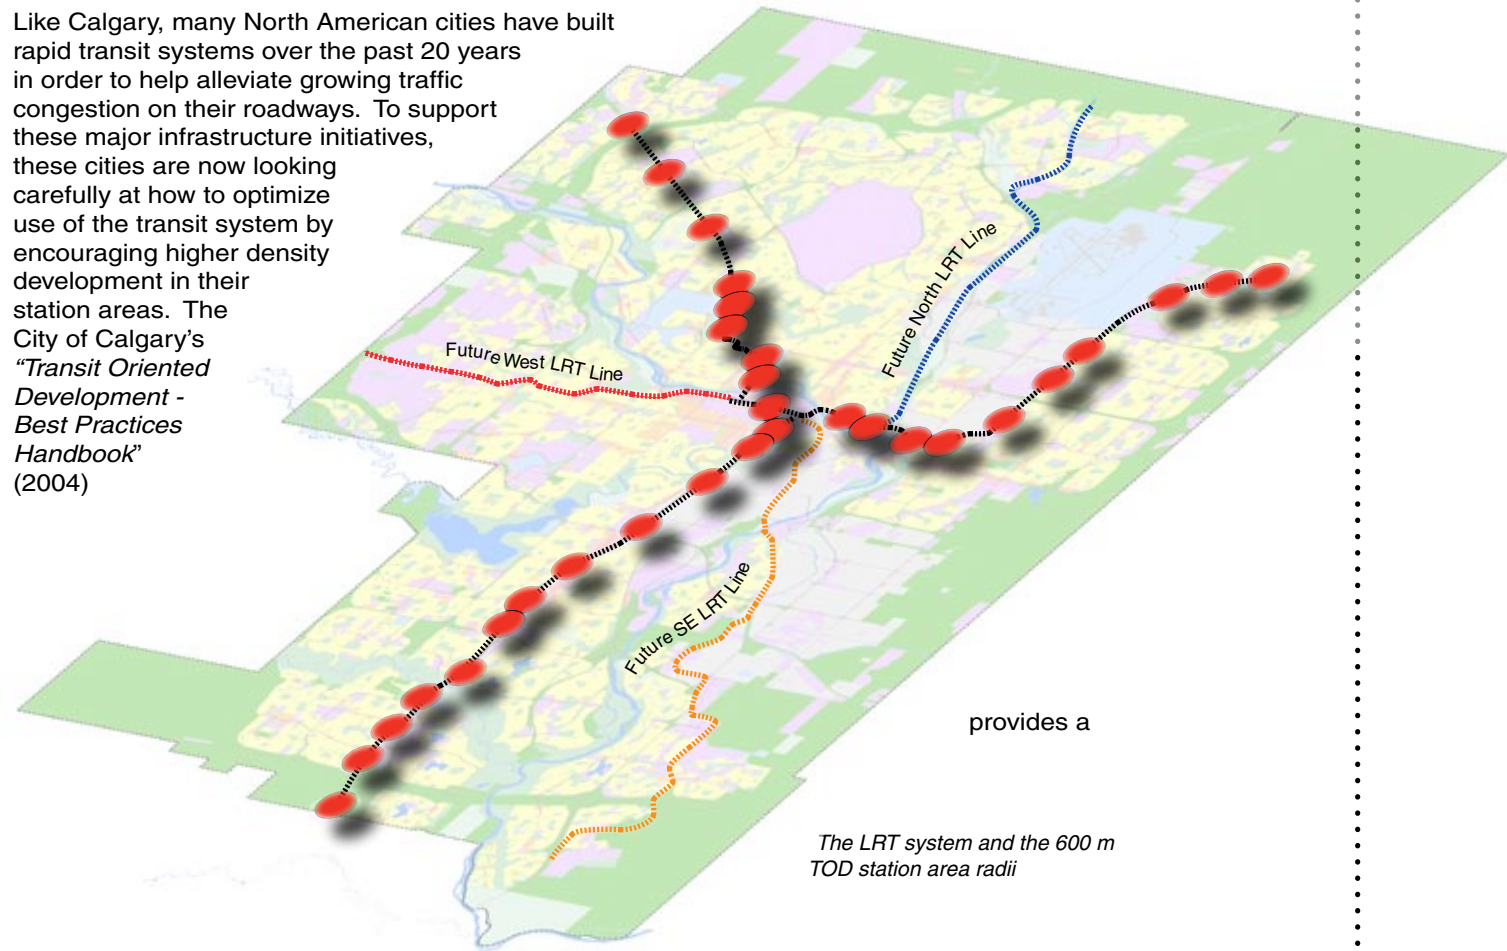 Like Calgary, many North American cities have built
rapid transit systems over the past 20 years
in order to help alleviate growing traffic
congestion on their roadways.  To support
these major infrastructure initiatives,
these cities are now looking
carefully at how to optimize
use of the transit system by
encouraging higher density
development in their
station areas.  The
City of Calgary's
“Transit Oriented
Development -
Best Practices
Handbook”
(2004)
Future North LRT Line
Future West LRT Line
Future SE LRT Line
provides a
The LRT system and the 600 m
TOD station area radii